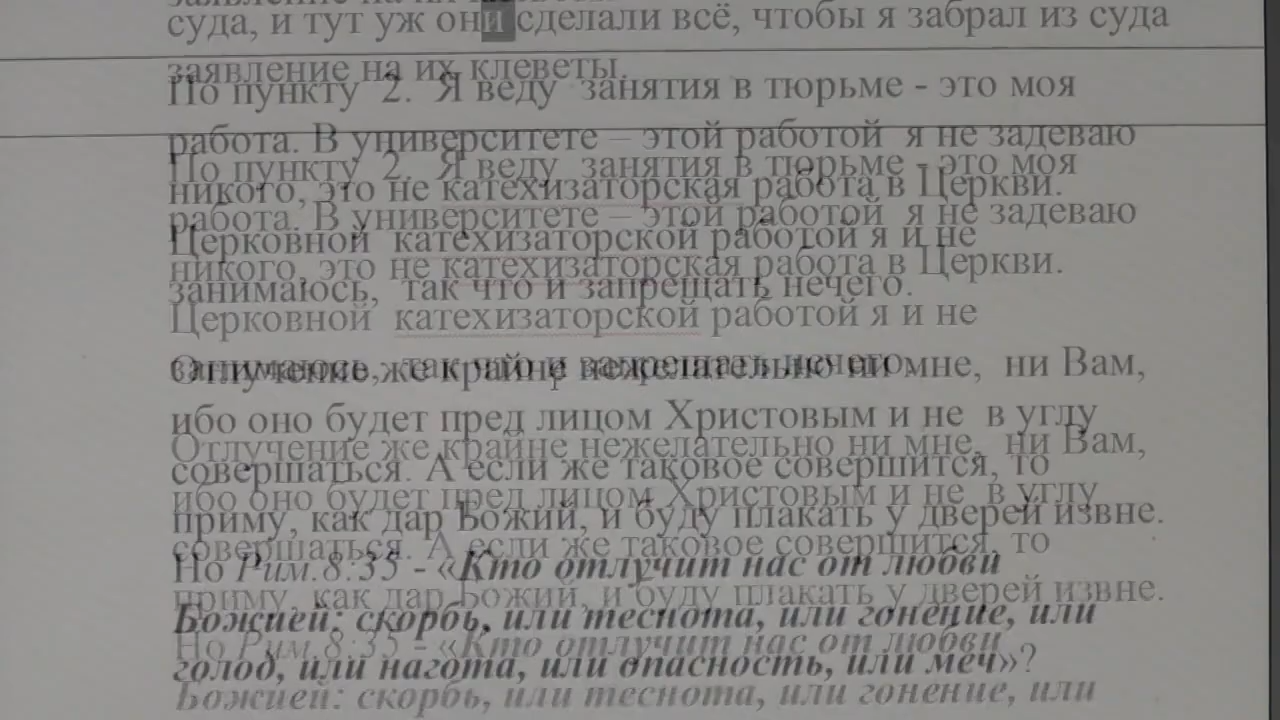 суда, и тут уж они сделали всё, чтобы я забрал из суда
заявление на их клеветы.
По пункту 2. Я веду занятия в тюрьме - это моя
работа. В университете – этой работой я не задеваю
никого, это не катехизаторская работа в Церкви.
Церковной катехизаторской работой я и не
занимаюсь, так что и запрещать нечего.
Отлучение же крайне нежелательно ни мне, ни Вам,
ибо оно будет пред лицом Христовым и не в углу
совершаться. А если же таковое совершится, то
приму, как дар Божий, и буду плакать у дверей извне.
Но Рим.8:35 - «Кто отлучит нас от любви
Божией: скорбь, или теснота, или гонение, или
голод, или нагота, или опасность, или меч»?